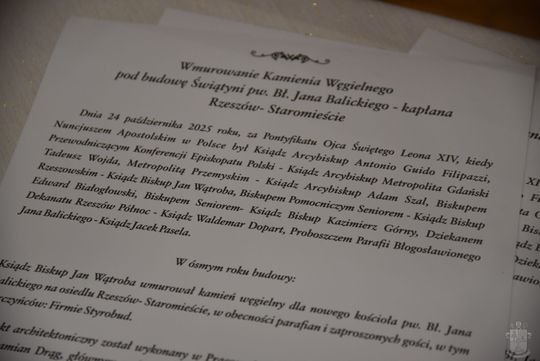 Wmurowanie Kamienia Węgielnego
pod budowę Świątyni pw. Bł. Jana Balickiego - kapłana
Rzeszów- Staromieście
Dnia 24 października 2025 roku, za Pontyfikatu Ojca Świętego Leona XIV, kiedy
Nuncjuszem Apostolskim w Polsce był Ksiądz Arcybiskup Antonio Guido Filipazzi,
Przewodniczącym Konferencji Episkopatu Polski - Ksiądz Arcybiskup Metropolita Gdański
Tadeusz Wojda, Metropolitą Przemyskim - Ksiądz Arcybiskup Adam Szal, Biskupem
Rzeszowskim - Ksiądz Biskup Jan Wątroba, Biskupem Pomocniczym Seniorem - Ksiądz Biskup
Edward Białogłowski, Biskupem Seniorem- Ksiądz Biskup Kazimierz Górny, Dziekanem
Dekanatu Rzeszów Północ - Ksiądz Waldemar Dopart, Proboszczem Parafii Błogosławionego
Jana Balickiego - Ksiądz Jacek Pasela.
W ósmym roku budowy:
Ksiądz Biskup Jan Wątroba wmurował kamień węgielny dla nowego kościoła pw. Bł. Jana
Balickiego na osiedlu Rzeszów- Staromieście, w obecności parafian i zaproszonych gości, w tym
Firmie Styrobud.
architektoniczny został wykonany w
Drąg,